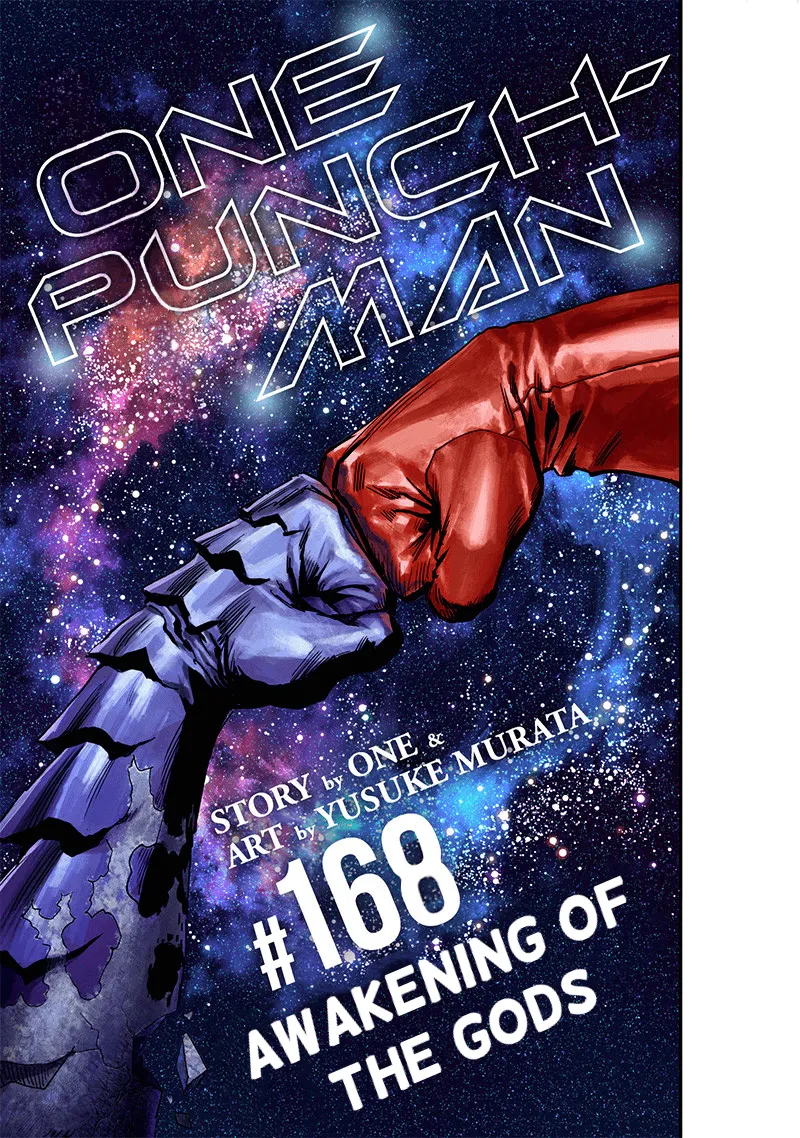 ONE
PUNCH-
MAN
STORY by ONE &
ART by YUSUKE MURATA
#168
AWAKENING OF
THE GODS